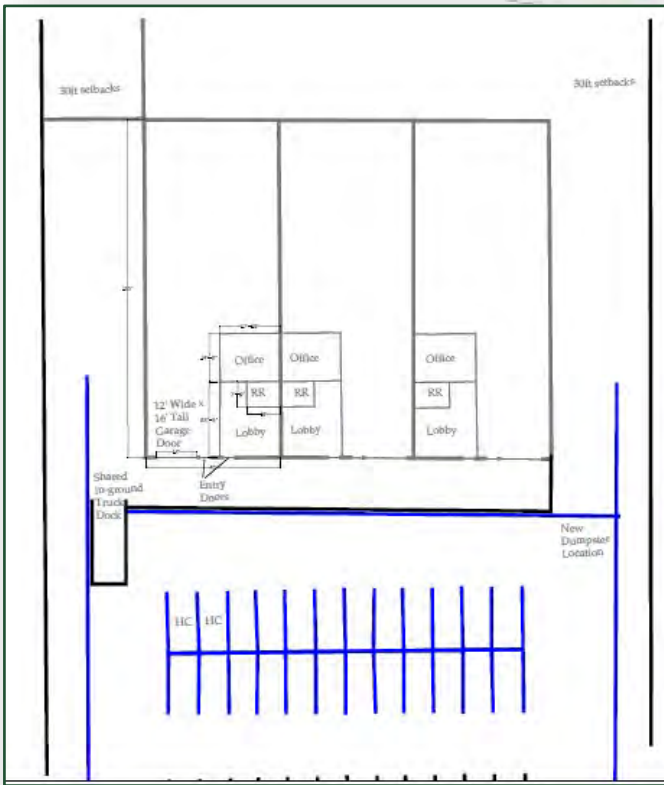 30ft setbacks
30ft setbacks
Office
Office
Office
RR
RR
RR
12' Wide x
16' Tall
Garage
Door
Lobby
Lobby
Lobby
Shared
in-ground
Truck
Dock
Entry
Doors
New
Dumpster
Location
HC
HC